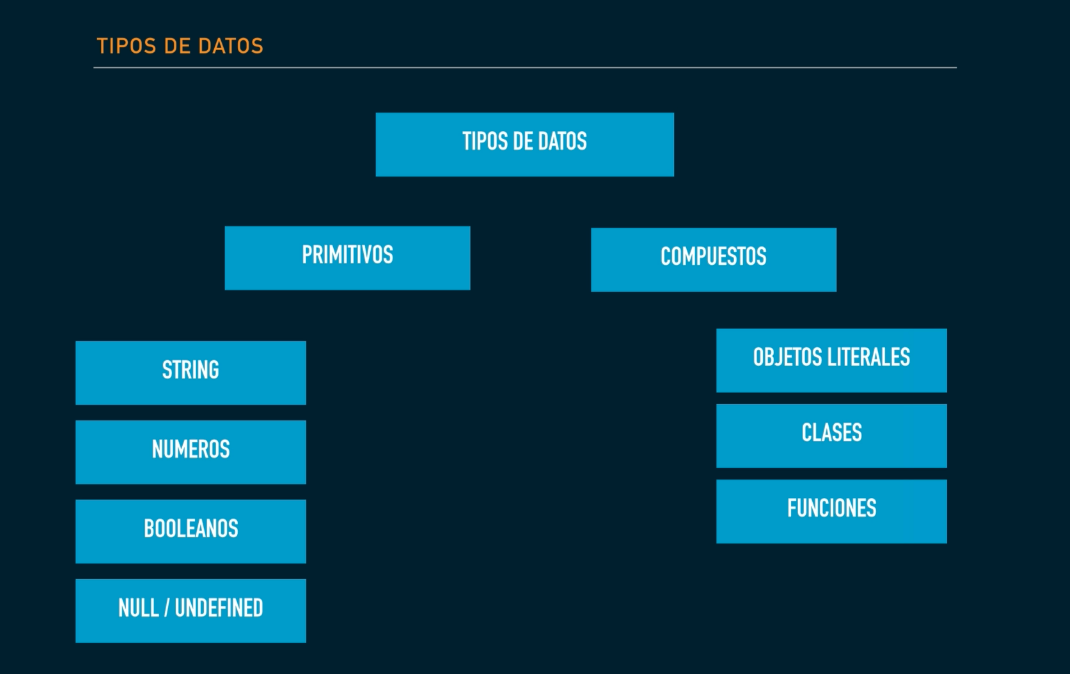 TIPOS DE DATOS
TIPOS DE DATOS
PRIMITIVOS
COMPUESTOS
STRING
NUMEROS
BOOLEANOS
NULL / UNDEFINED
OBJETOS LITERALES
CLASES
FUNCIONES